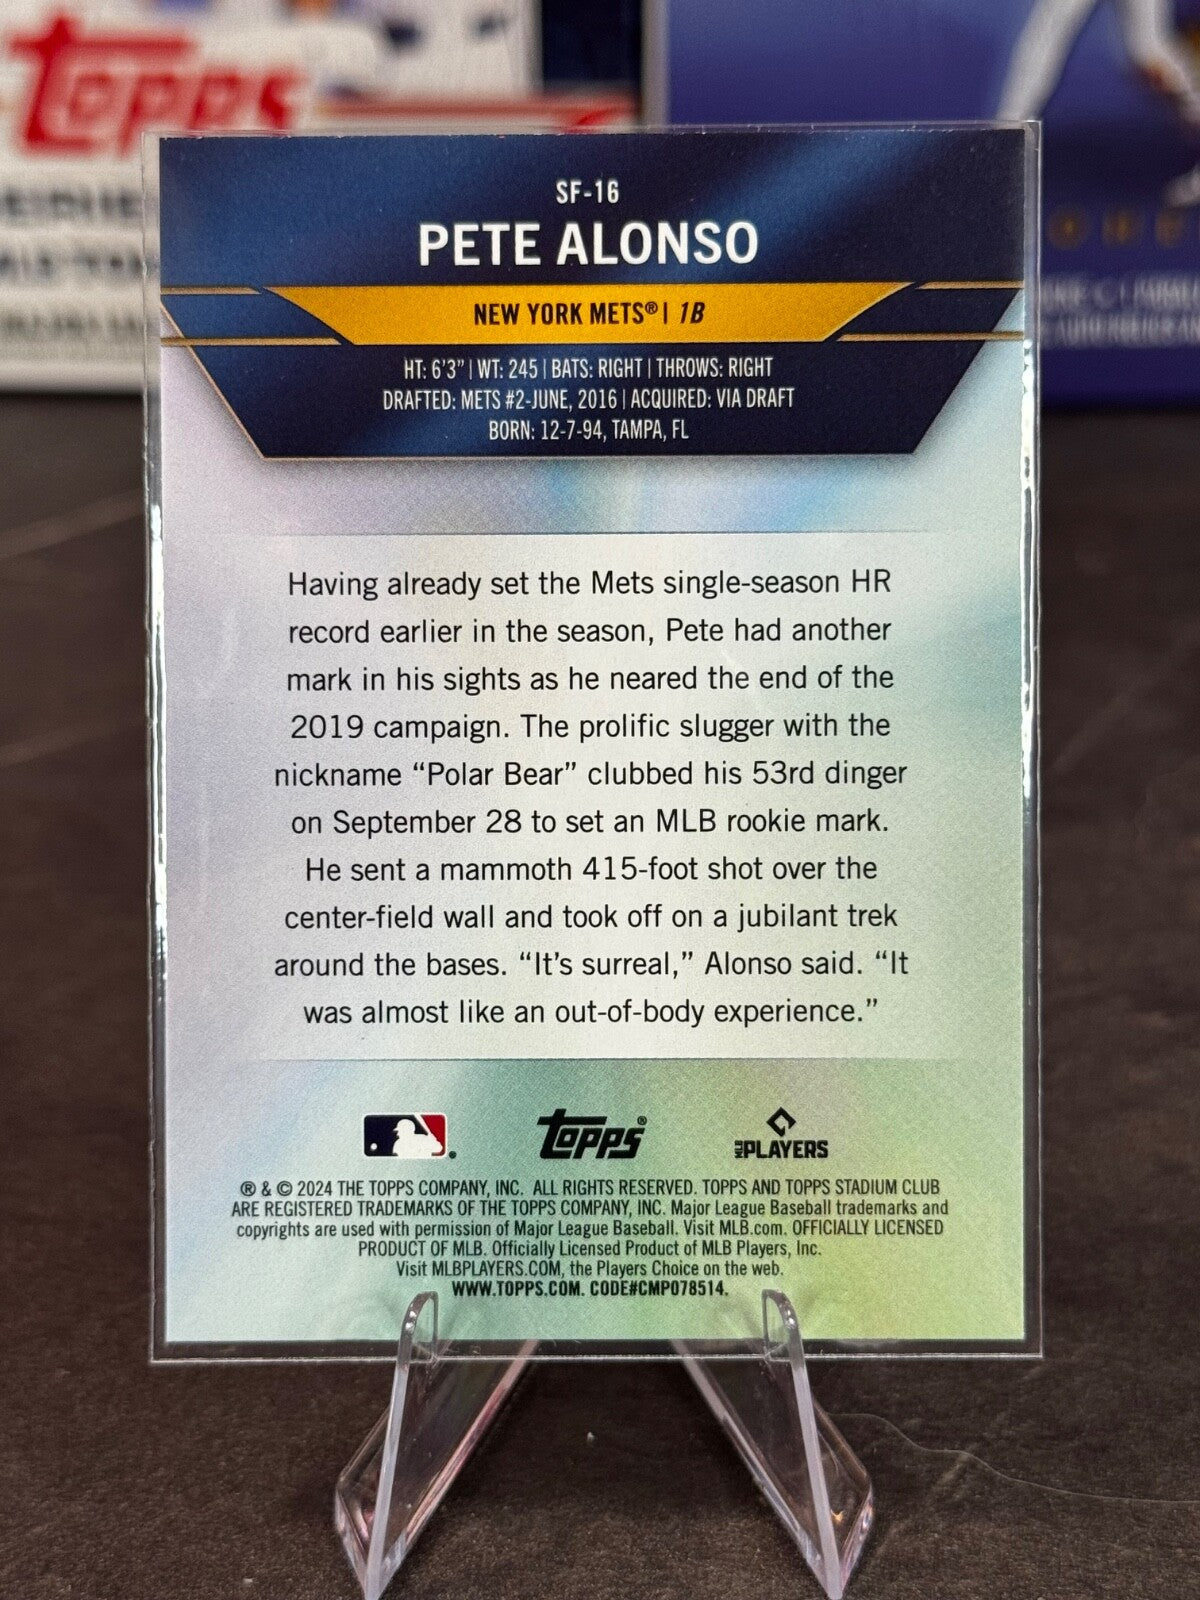 Topps
SF-16
PETE ALONSO
NEW YORK METS® | 1B
HT: 6'3" | WT: 245 | BATS: RIGHT | THROWS: RIGHT
DRAFTED: METS #2-JUNE, 2016 | ACQUIRED: VIA DRAFT
BORN: 12-7-94, TAMPA, FL
Having already set the Mets single-season HR
record earlier in the season, Pete had another
mark in his sights as he neared the end of the
2019 campaign. The prolific slugger with the
nickname “Polar Bear” clubbed his 53rd dinger
on September 28 to set an MLB rookie mark.
He sent a mammoth 415-foot shot over the
center-field wall and took off on a jubilant trek
around the bases. “It’s surreal,” Alonso said. “It
was almost like an out-of-body experience.”
Topps®
MLB PLAYERS
® & © 2024 THE TOPPS COMPANY, INC. ALL RIGHTS RESERVED. TOPPS AND TOPPS STADIUM CLUB
ARE REGISTERED TRADEMARKS OF THE TOPPS COMPANY, INC. Major League Baseball trademarks and
copyrights are used with permission of Major League Baseball. Visit MLB.com. OFFICIALLY LICENSED
PRODUCT OF MLB. Officially Licensed Product of MLB Players, Inc.
Visit MLBPLAYERS.COM, the Players Choice on the web.
WWW.TOPPS.COM. CODE#CMP078514.